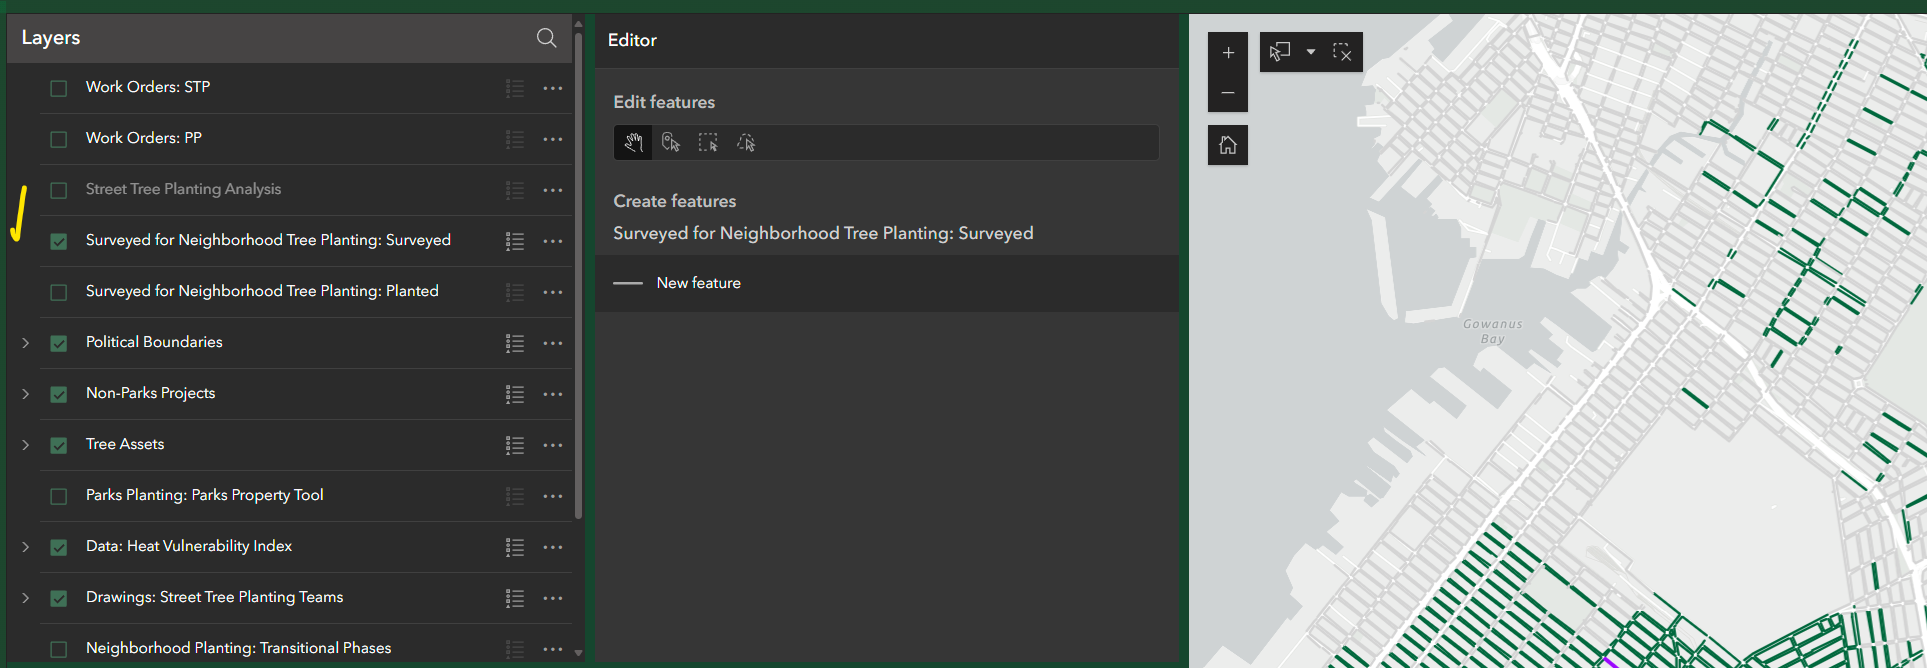 Layers
Work Orders: STP
Work Orders: PP
Street Tree Planting Analysis
Surveyed for Neighborhood Tree Planting: Surveyed
Surveyed for Neighborhood Tree Planting: Planted
Political Boundaries
Non-Parks Projects
Tree Assets
Parks Planting: Parks Property Tool
Data: Heat Vulnerability Index
Drawings: Street Tree Planting Teams
Neighborhood Planting: Transitional Phases
Editor
Edit features
Create features
Surveyed for Neighborhood Tree Planting: Surveyed
New feature
Gowanus
Bay